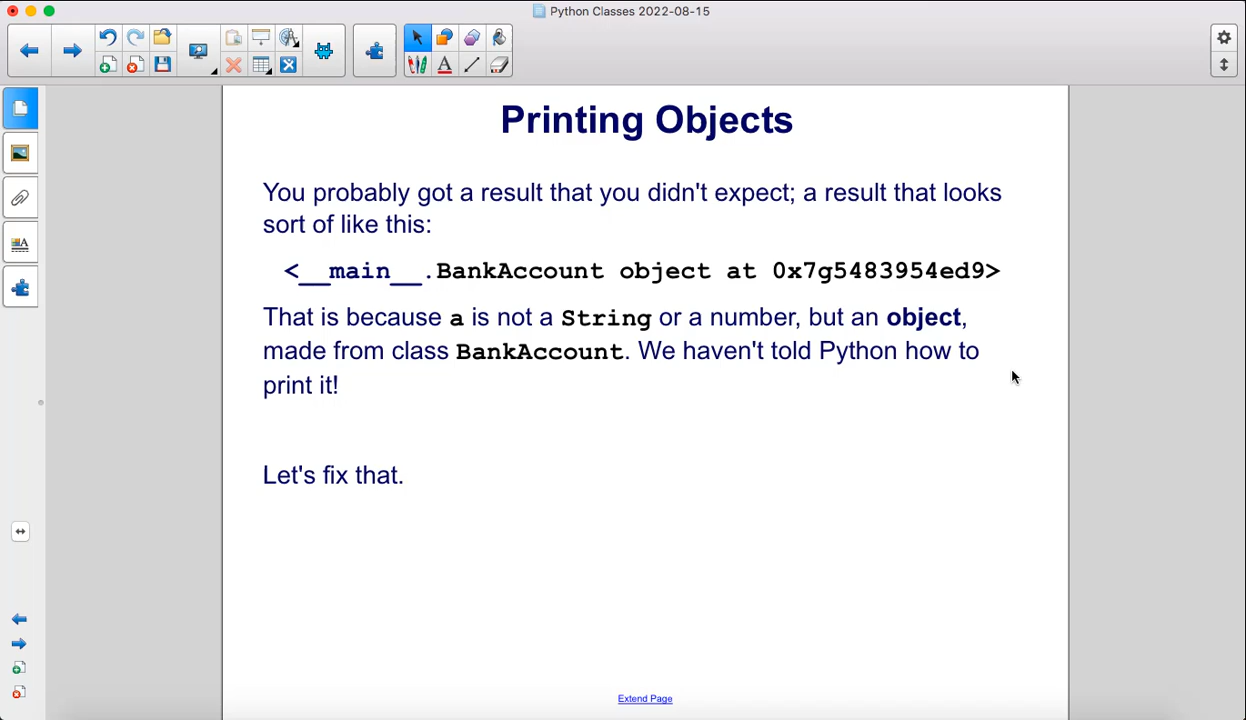 Python Classes 2022-08-15
Printing Objects
You probably got a result that you didn't expect; a result that looks
sort of like this:
<__main__.BankAccount object at 0x7g5483954ed9>
That is because a is not a String or a number, but an object,
made from class BankAccount. We haven't told Python how to
print it!
Let's fix that.
Extend Page